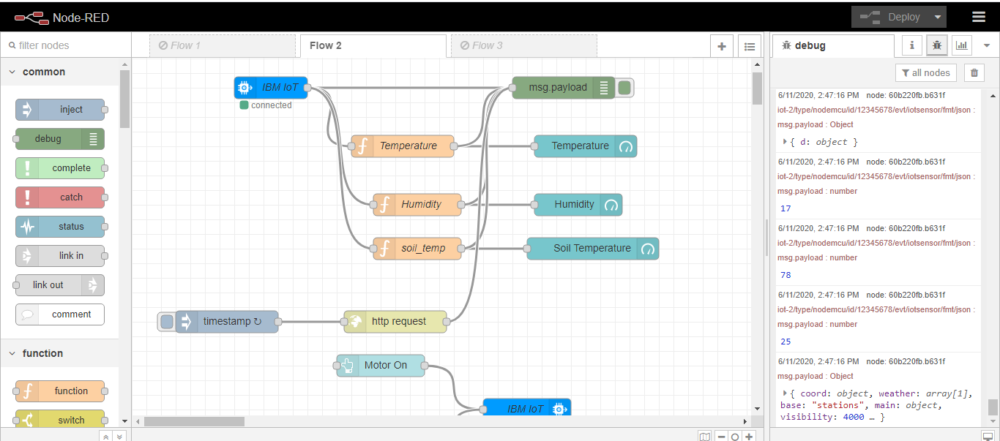 Node-RED
Deploy
filter nodes
Flow 1
Flow 2
Flow 3
debug
i
all nodes
common
inject
debug
complete
catch
status
link in
link out
comment
function
function
switch
IBM IoT
connected
msg.payload
Temperature
Temperature
Humidity
Humidity
soil_temp
Soil Temperature
timestamp ↻
http request
Motor On
IBM IoT
6/11/2020, 2:47:16 PM node: 60b220fb.b631f
iot-2/type/nodemcu/id/12345678/evt/iotsensor/fmt/json :
msg.payload : Object
{ d: object }
6/11/2020, 2:47:16 PM node: 60b220fb.b631f
iot-2/type/nodemcu/id/12345678/evt/iotsensor/fmt/json :
msg.payload : number
17
6/11/2020, 2:47:16 PM node: 60b220fb.b631f
iot-2/type/nodemcu/id/12345678/evt/iotsensor/fmt/json :
msg.payload : number
78
6/11/2020, 2:47:16 PM node: 60b220fb.b631f
iot-2/type/nodemcu/id/12345678/evt/iotsensor/fmt/json :
msg.payload : number
25
6/11/2020, 2:47:16 PM node: 60b220fb.b631f
msg.payload : Object
{ coord: object, weather: array[1],
base: "stations", main: object,
visibility: 4000 … }